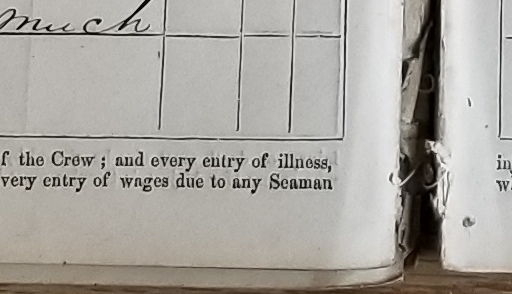 much
f the Crew ; and every entry of illness,
very entry of wages due to any Seaman
in
w